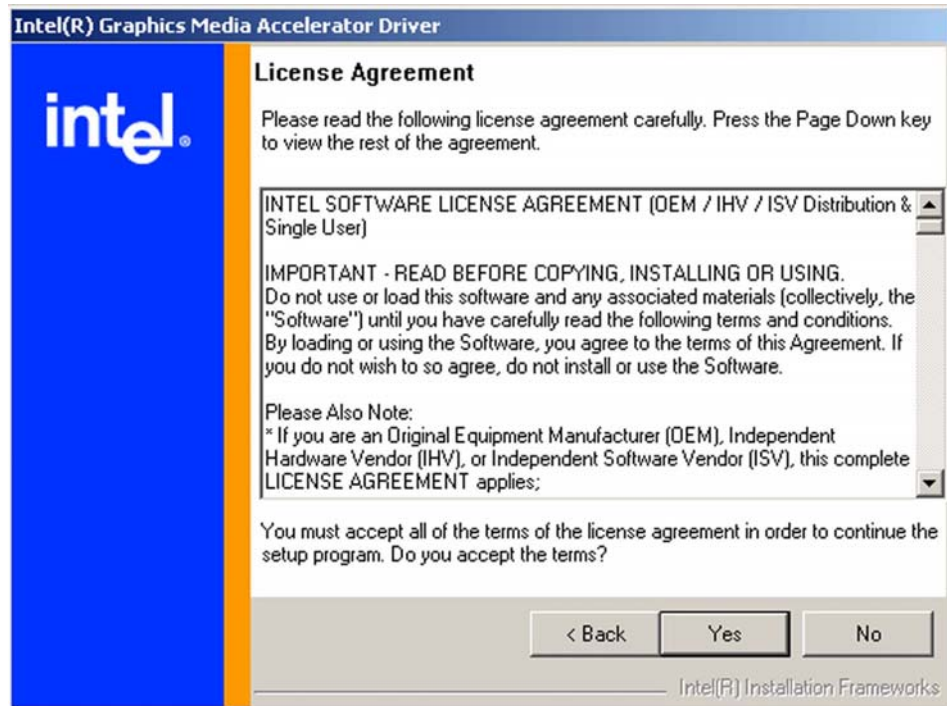 Intel(R) Graphics Media Accelerator Driver
intel®
License Agreement
Please read the following license agreement carefully. Press the Page Down key
to view the rest of the agreement.
INTEL SOFTWARE LICENSE AGREEMENT (OEM / IHV / ISV Distribution &
Single User)
IMPORTANT - READ BEFORE COPYING, INSTALLING OR USING.
Do not use or load this software and any associated materials (collectively, the
"Software") until you have carefully read the following terms and conditions.
By loading or using the Software, you agree to the terms of this Agreement. If
you do not wish to so agree, do not install or use the Software.
Please Also Note:
* If you are an Original Equipment Manufacturer (OEM), Independent
Hardware Vendor (IHV), or Independent Software Vendor (ISV), this complete
LICENSE AGREEMENT applies;
You must accept all of the terms of the license agreement in order to continue the
setup program. Do you accept the terms?
< Back
Yes
No
Intel(R) Installation Frameworks